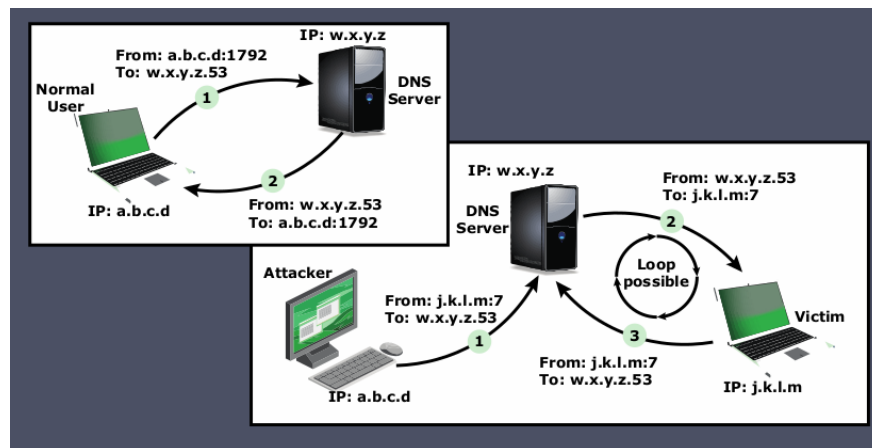 IP: w.x.y.z
From: a.b.c.d:1792
To: w.x.y.z.53
Normal
User
1
DNS
Server
2
IP: a.b.c.d
From: w.x.y.z.53
To: a.b.c.d:1792
IP: w.x.y.z
DNS
Server
From: w.x.y.z.53
To: j.k.l.m:7
2
Loop
possible
Attacker
From: j.k.l.m:7
To: w.x.y.z.53
1
Victim
3
From: j.k.l.m:7
To: w.x.y.z.53
IP: a.b.c.d
IP: j.k.l.m